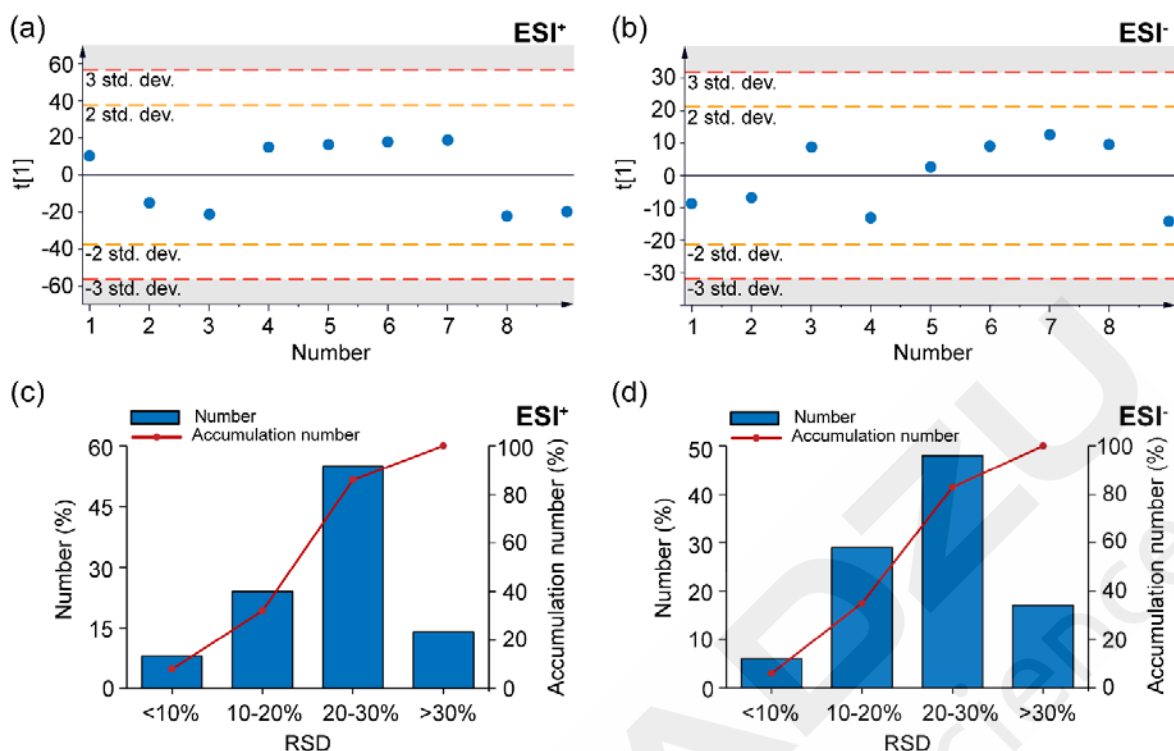 (a)
ESI⁺
60
40
20
0
-20
-40
-60
t[1]
3 std. dev.
2 std. dev.
-2 std. dev.
-3 std. dev.
1 2 3 4 5 6 7 8
Number
(b)
ESI⁻
30
20
10
0
-10
-20
-30
t[1]
3 std. dev.
2 std. dev.
-2 std. dev.
-3 std. dev.
1 2 3 4 5 6 7 8
Number
(c)
ESI⁺
Number
Accumulation number
60
45
30
15
0
Number (%)
100
80
60
40
20
0
Accumulation number (%)
<10% 10-20% 20-30% >30%
RSD
(d)
ESI⁻
Number
Accumulation number
50
40
30
20
10
0
Number (%)
100
80
60
40
20
0
Accumulation number (%)
<10% 10-20% 20-30% >30%
RSD